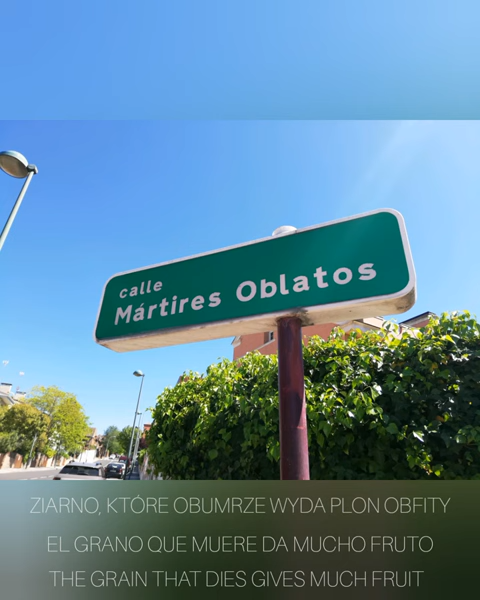 calle
Mártires Oblatos
ZIARNO, KTÓRE OBUMRZE WYDA PLON OBFITY
EL GRANO QUE MUERE DA MUCHO FRUTO
THE GRAIN THAT DIES GIVES MUCH FRUIT